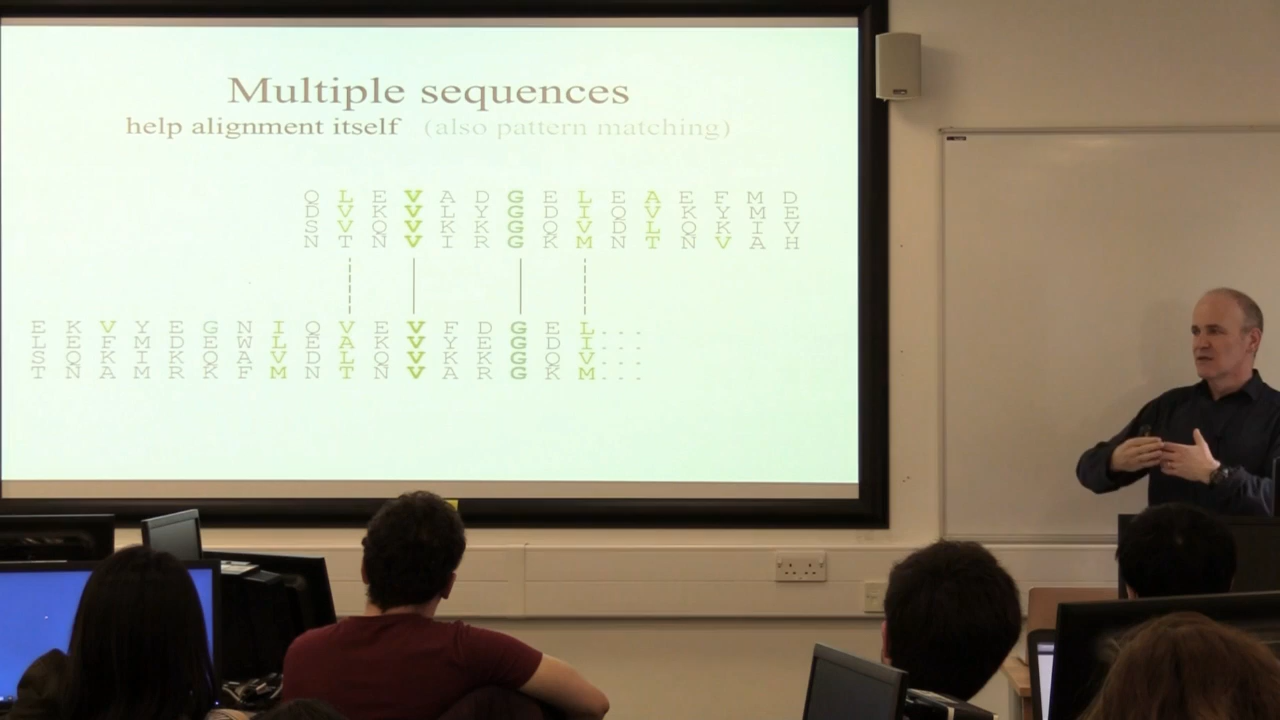 Multiple sequences
help alignment itself (also pattern matching)
Q L E V A D G E L E A E F M D
D V K V L Y G D I Q V K Y M E
S V Q V K K G Q V D L Q K I V
N T N V I R G K M N T N V A H
E K V Y E G N I Q V E V F D G E L . . .
L E F M D E W L E A K V Y E G D I . . .
S Q K I K Q A V D L Q V K K G Q V . . .
T N A M R K F M N T N V A R G K M . . .